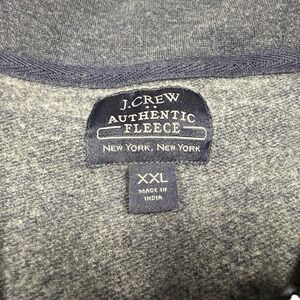 J.CREW
AUTHENTIC
FLEECE
NEW YORK, NEW YORK
XXL
MADE IN
INDIA